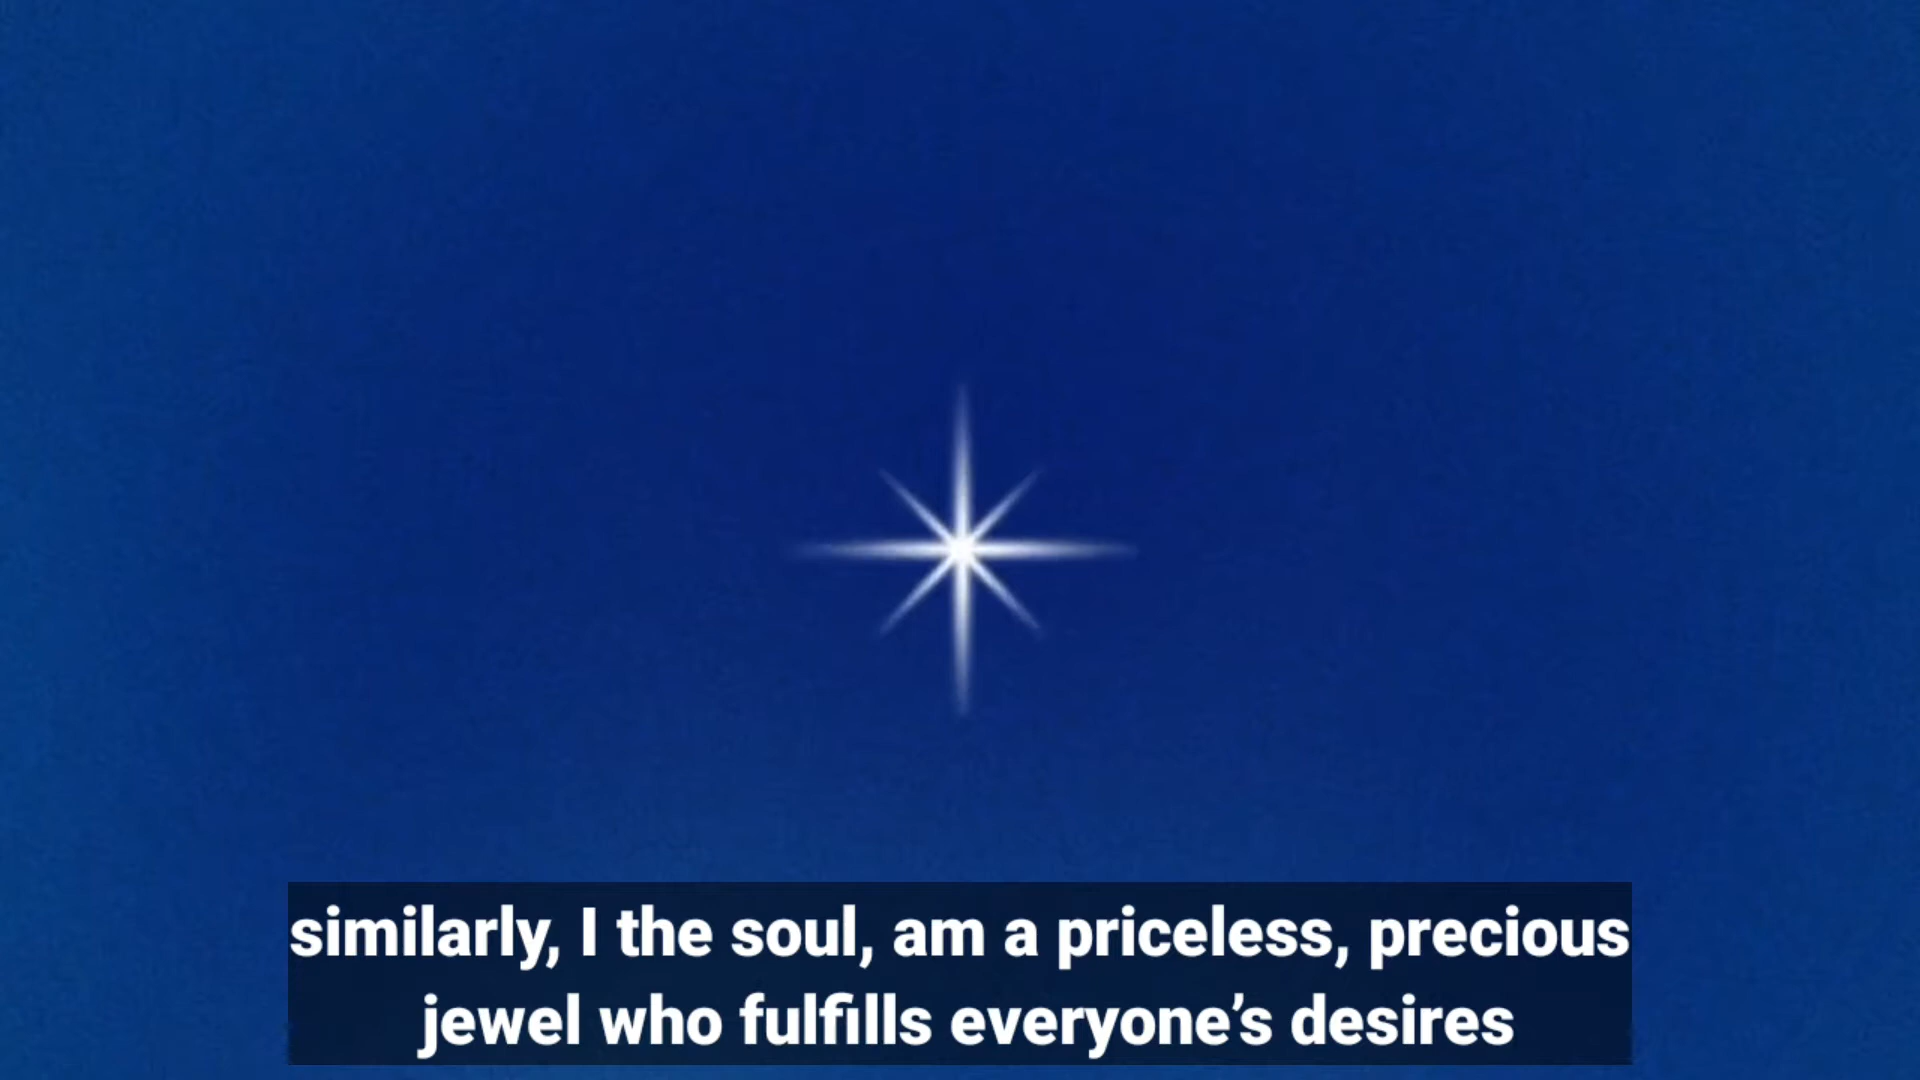 similarly, I the soul, am a priceless, precious
jewel who fulfills everyone’s desires